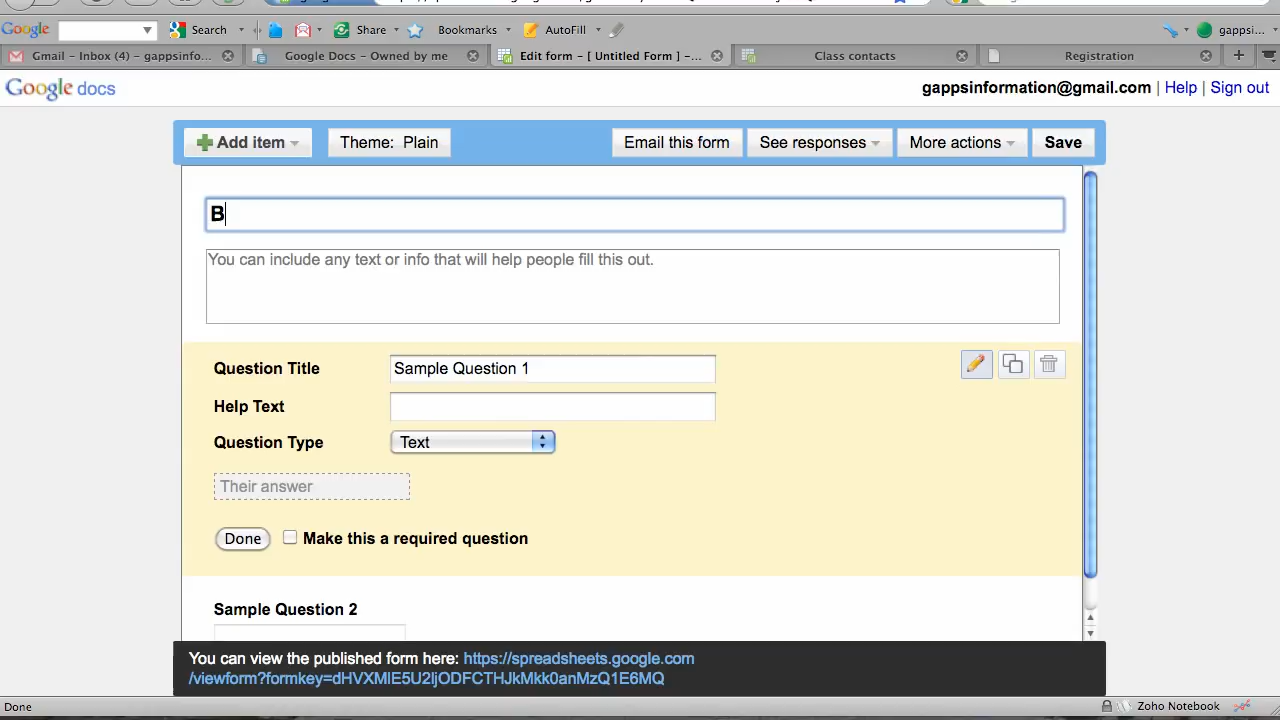 Google Search Share Bookmarks AutoFill gappsi...
Gmail - Inbox (4) - gappsinfo... Google Docs - Owned by me Edit form - [ Untitled Form ] -... Class contacts Registration
Google docs
gappsinformation@gmail.com | Help | Sign out
Add item Theme: Plain Email this form See responses More actions Save
B
You can include any text or info that will help people fill this out.
Question Title Sample Question 1
Help Text
Question Type Text
Their answer
Done Make this a required question
Sample Question 2
You can view the published form here: https://spreadsheets.google.com
/viewform?formkey=dHVXMlE5U2ljODFCTHJkMkk0anMzQ1E6MQ
Done Zoho Notebook